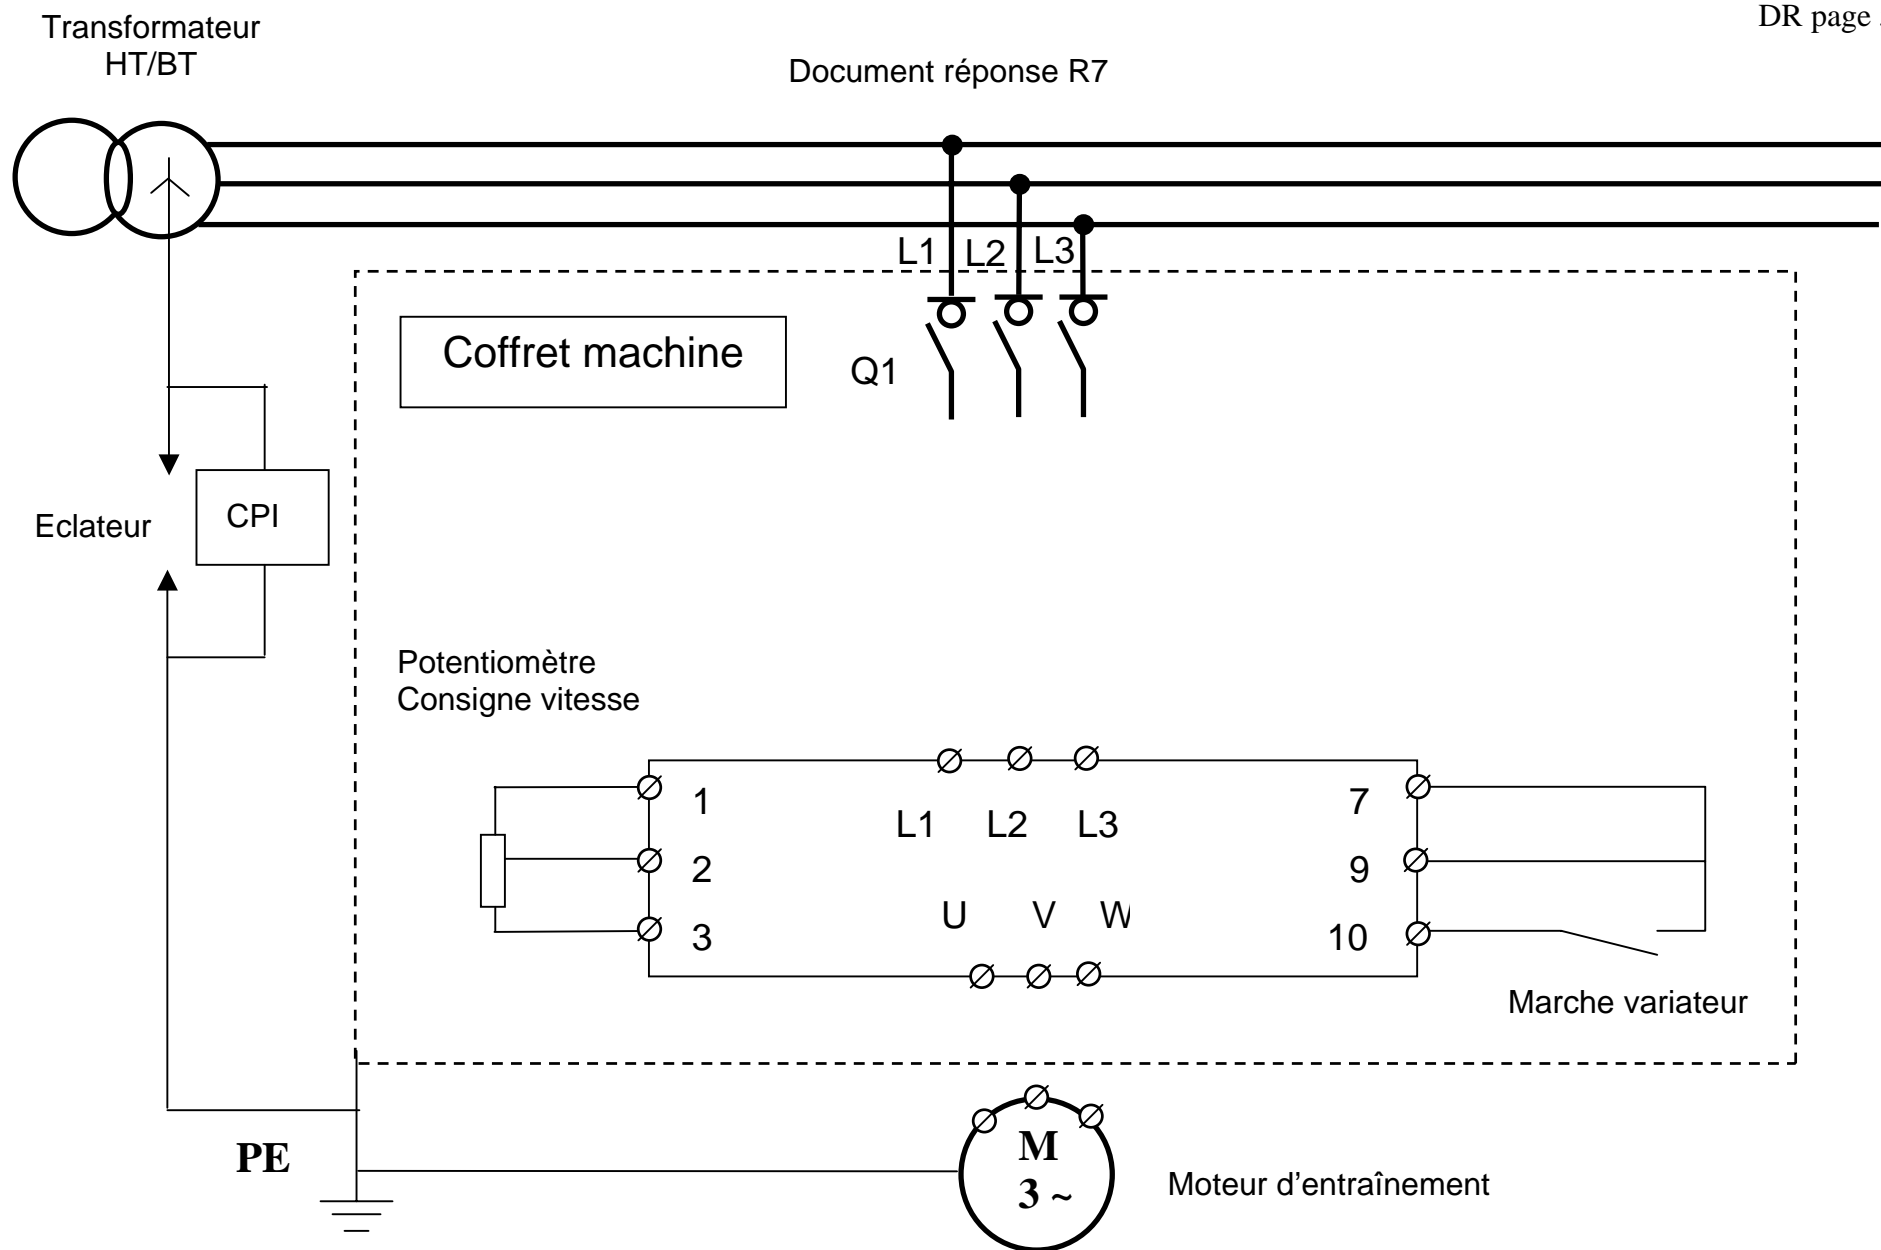 Transformateur
HT/BT
DR page
Document réponse R7
L1 L2 L3
Coffret machine
Q1
Eclateur
CPI
Potentiomètre
Consigne vitesse
1
2
3
L1 L2 L3
U V W
7
9
10
Marche variateur
PE
M
3 ~
Moteur d'entraînement